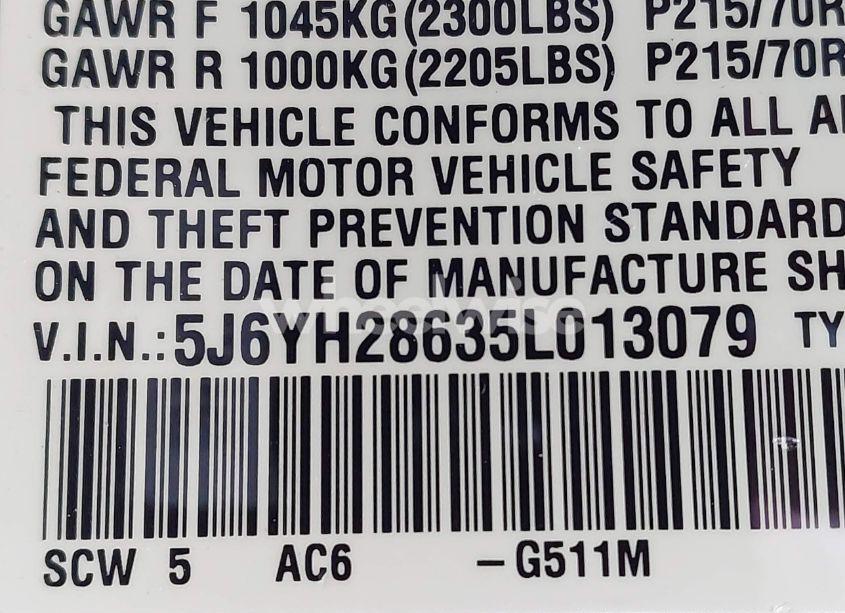 GAWR F 1045KG(2300LBS) P215/70R
GAWR R 1000KG(2205LBS) P215/70R
THIS VEHICLE CONFORMS TO ALL A
FEDERAL MOTOR VEHICLE SAFETY
AND THEFT PREVENTION STANDARD
ON THE DATE OF MANUFACTURE SH
wheelwise
V.I.N.:5J6YH28635L013079 TY
SCW 5 AC6 -G511M